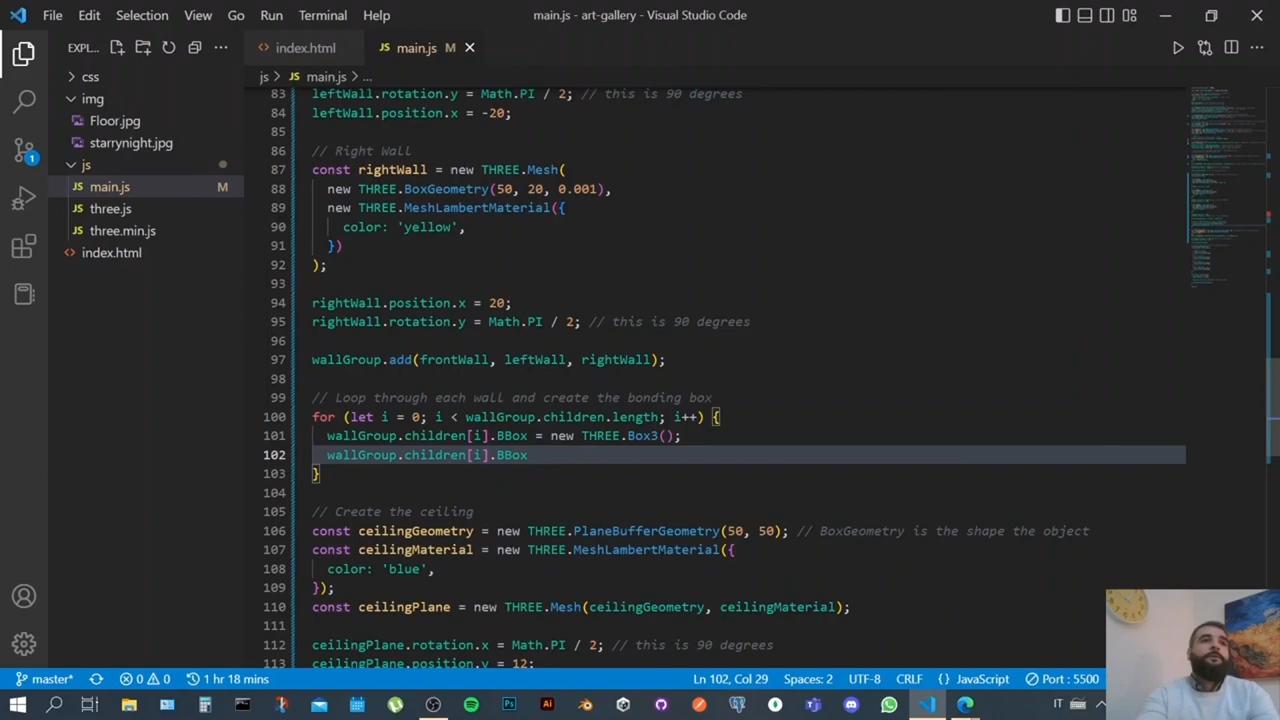 File Edit Selection View Go Run Terminal Help
main.js - art-gallery - Visual Studio Code
EXPL...
index.html
main.js M
js > JS main.js > ...
css
img
Floor.jpg
starrynight.jpg
js
JS main.js M
JS three.js
JS three.min.js
index.html
83 leftWall.rotation.y = Math.PI / 2; // this is 90 degrees
84 leftWall.position.x = -20;
85
86 // Right Wall
87 const rightWall = new THREE.Mesh(
88 new THREE.BoxGeometry(50, 20, 0.001),
89 new THREE.MeshLambertMaterial({
90 color: 'yellow',
91 })
92 );
93
94 rightWall.position.x = 20;
95 rightWall.rotation.y = Math.PI / 2; // this is 90 degrees
96
97 wallGroup.add(frontWall, leftWall, rightWall);
98
99 // Loop through each wall and create the bonding box
100 for (let i = 0; i < wallGroup.children.length; i++) {
101 wallGroup.children[i].BBox = new THREE.Box3();
102 wallGroup.children[i].BBox
103 }
104
105 // Create the ceiling
106 const ceilingGeometry = new THREE.PlaneBufferGeometry(50, 50); // BoxGeometry is the shape the object
107 const ceilingMaterial = new THREE.MeshLambertMaterial({
108 color: 'blue',
109 });
110 const ceilingPlane = new THREE.Mesh(ceilingGeometry, ceilingMaterial);
111
112 ceilingPlane.rotation.x = Math.PI / 2; // this is 90 degrees
113 ceilingPlane.position.y = 12;
1
master* 0 0 1 hr 18 mins Ln 102, Col 29 Spaces: 2 UTF-8 CRLF {} JavaScript Port : 5500
Ps Ai IT